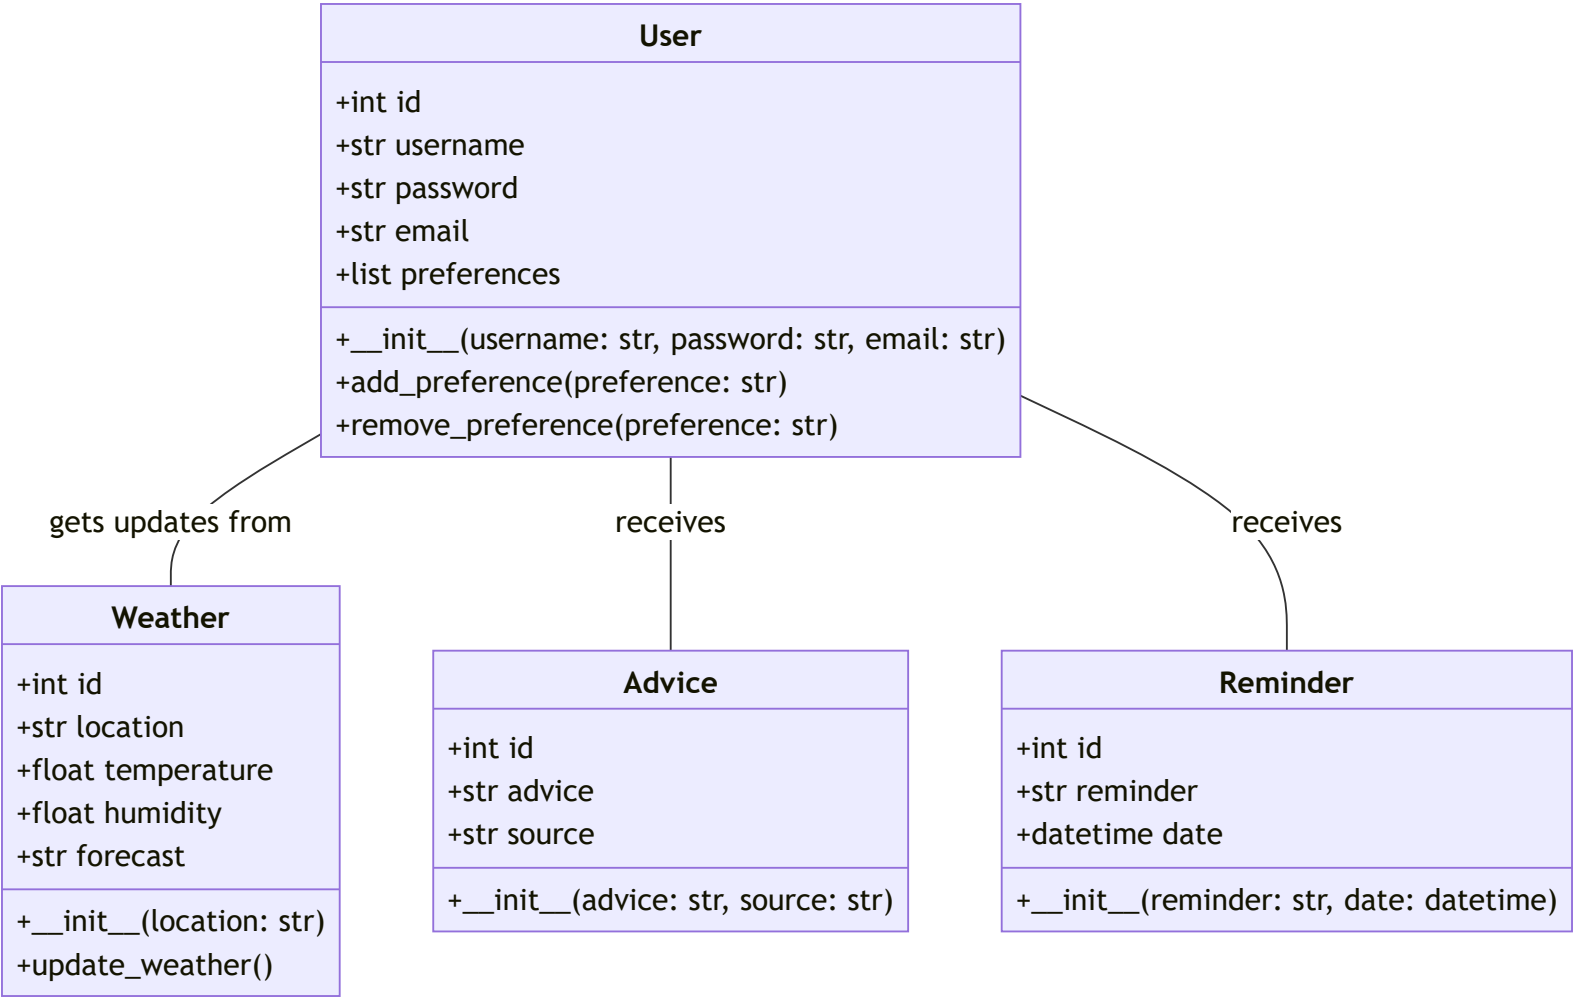 User
+int id
+str username
+str password
+str email
+list preferences
+__init__(username: str, password: str, email: str)
+add_preference(preference: str)
+remove_preference(preference: str)
gets updates from
receives
receives
Weather
+int id
+str location
+float temperature
+float humidity
+str forecast
+__init__(location: str)
+update_weather()
Advice
+int id
+str advice
+str source
+__init__(advice: str, source: str)
Reminder
+int id
+str reminder
+datetime date
+__init__(reminder: str, date: datetime)